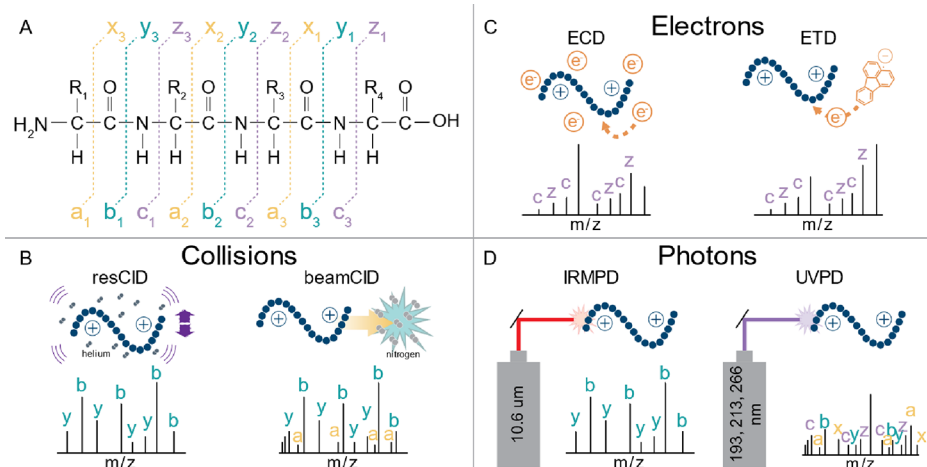 A
x3 y3 z3 x2 y2 z2 x1 y1 z1
R1 O R2 O R3 O R4 O
H2N C C N C C N C C N C C OH
H H H H H H H
a1 b1 c1 a2 b2 c2 a3 b3 c3
B
Collisions
resCID
beamCID
+ +
helium
+
nitrogen
y b y b y y b b
m/z
a b y a b y a b a b
m/z
C
Electrons
ECD
ETD
e- e- e- e- e-
+ +
+
-
e-
c z c c z c z
m/z
c z c c z c z
m/z
D
Photons
IRMPD
UVPD
+ +
+ +
10.6 um
193, 213, 266
nm
y b y b y y b b
m/z
c a b x c y z c a b y z a x
m/z